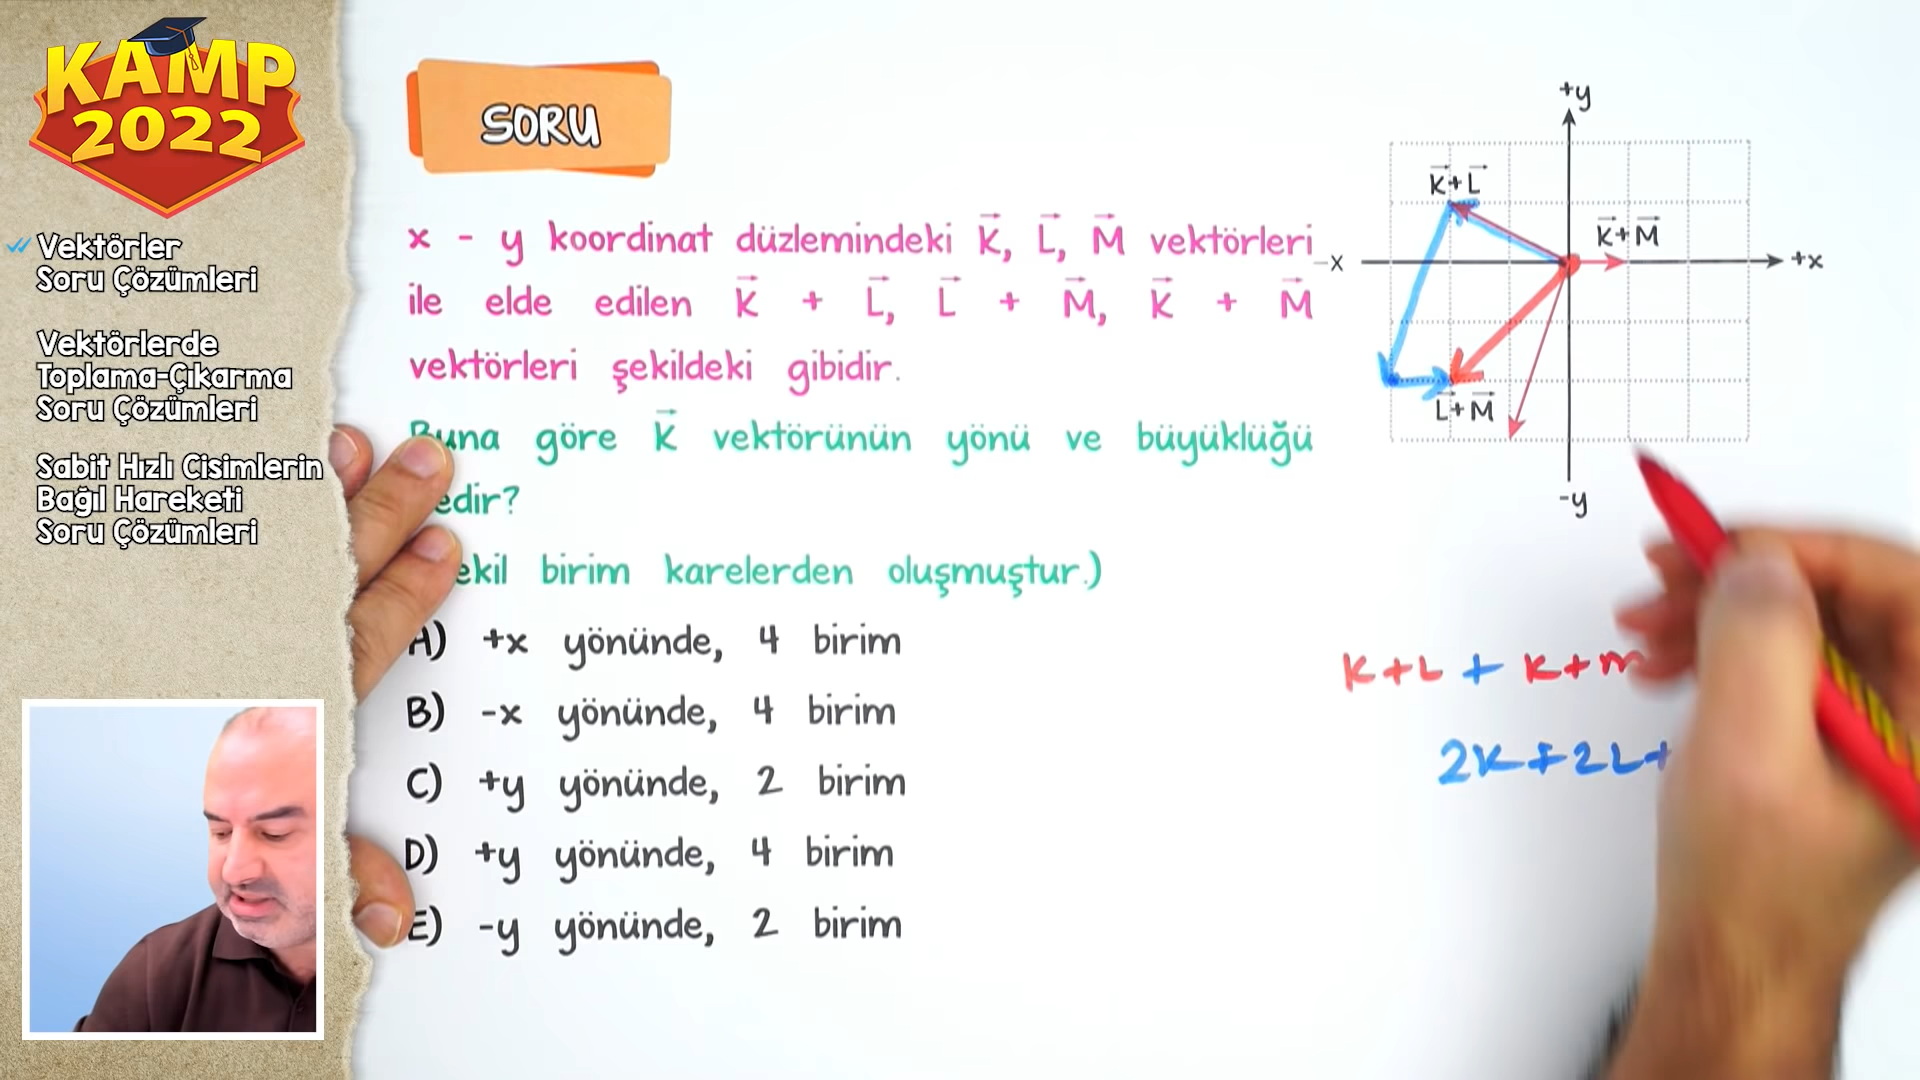 KAMP
2022
Vektörler
Soru Çözümleri
Vektörlerde
Toplama-Çıkarma
Soru Çözümleri
Sabit Hızlı Cisimlerin
Bağıl Hareketi
Soru Çözümleri
SORU
x - y koordinat düzlemindeki K, L, M vektörleri
ile elde edilen K + L, L + M, K + M
vektörleri şekildeki gibidir.
göre K vektörünün yönü ve büyüklüğü
birim karelerden oluşmuştur.)
A) +x yönünde, 4 birim
B) -x yönünde, 4 birim
C) +y yönünde, 2 birim
D) +y yönünde, 4 birim
E) -y yönünde, 2 birim
+y
K+L
K+M
-x
+x
L+M
-y
K+L + K+M
2K+2L+